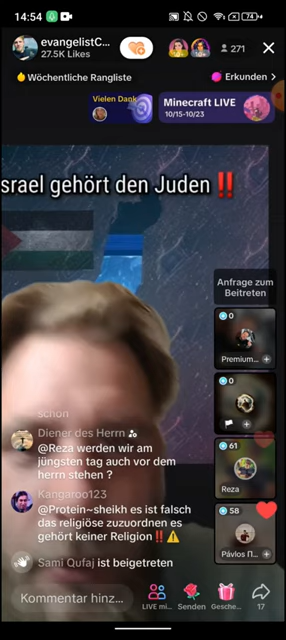 14:54
74
evangelistC...
27.5K Likes
271
Wöchentliche Rangliste
Erkunden >
Vielen Dank
Minecraft LIVE
10/15-10/23
srael gehört den Juden ‼️
Anfrage zum
Beitreten
0
Premium...
0
61
Reza
58
Pávlos Π...
schon
Diener des Herrn
@Reza werden wir am
jüngsten tag auch vor dem
herrn stehen ?
Kangaroo123
@Protein~sheikh es ist falsch
das religiöse zuzuordnen es
gehört keiner Religion‼️⚠️
Sami Qufaj ist beigetreten
Kommentar hinz...
LIVE mi...
Senden
Gesche...
17